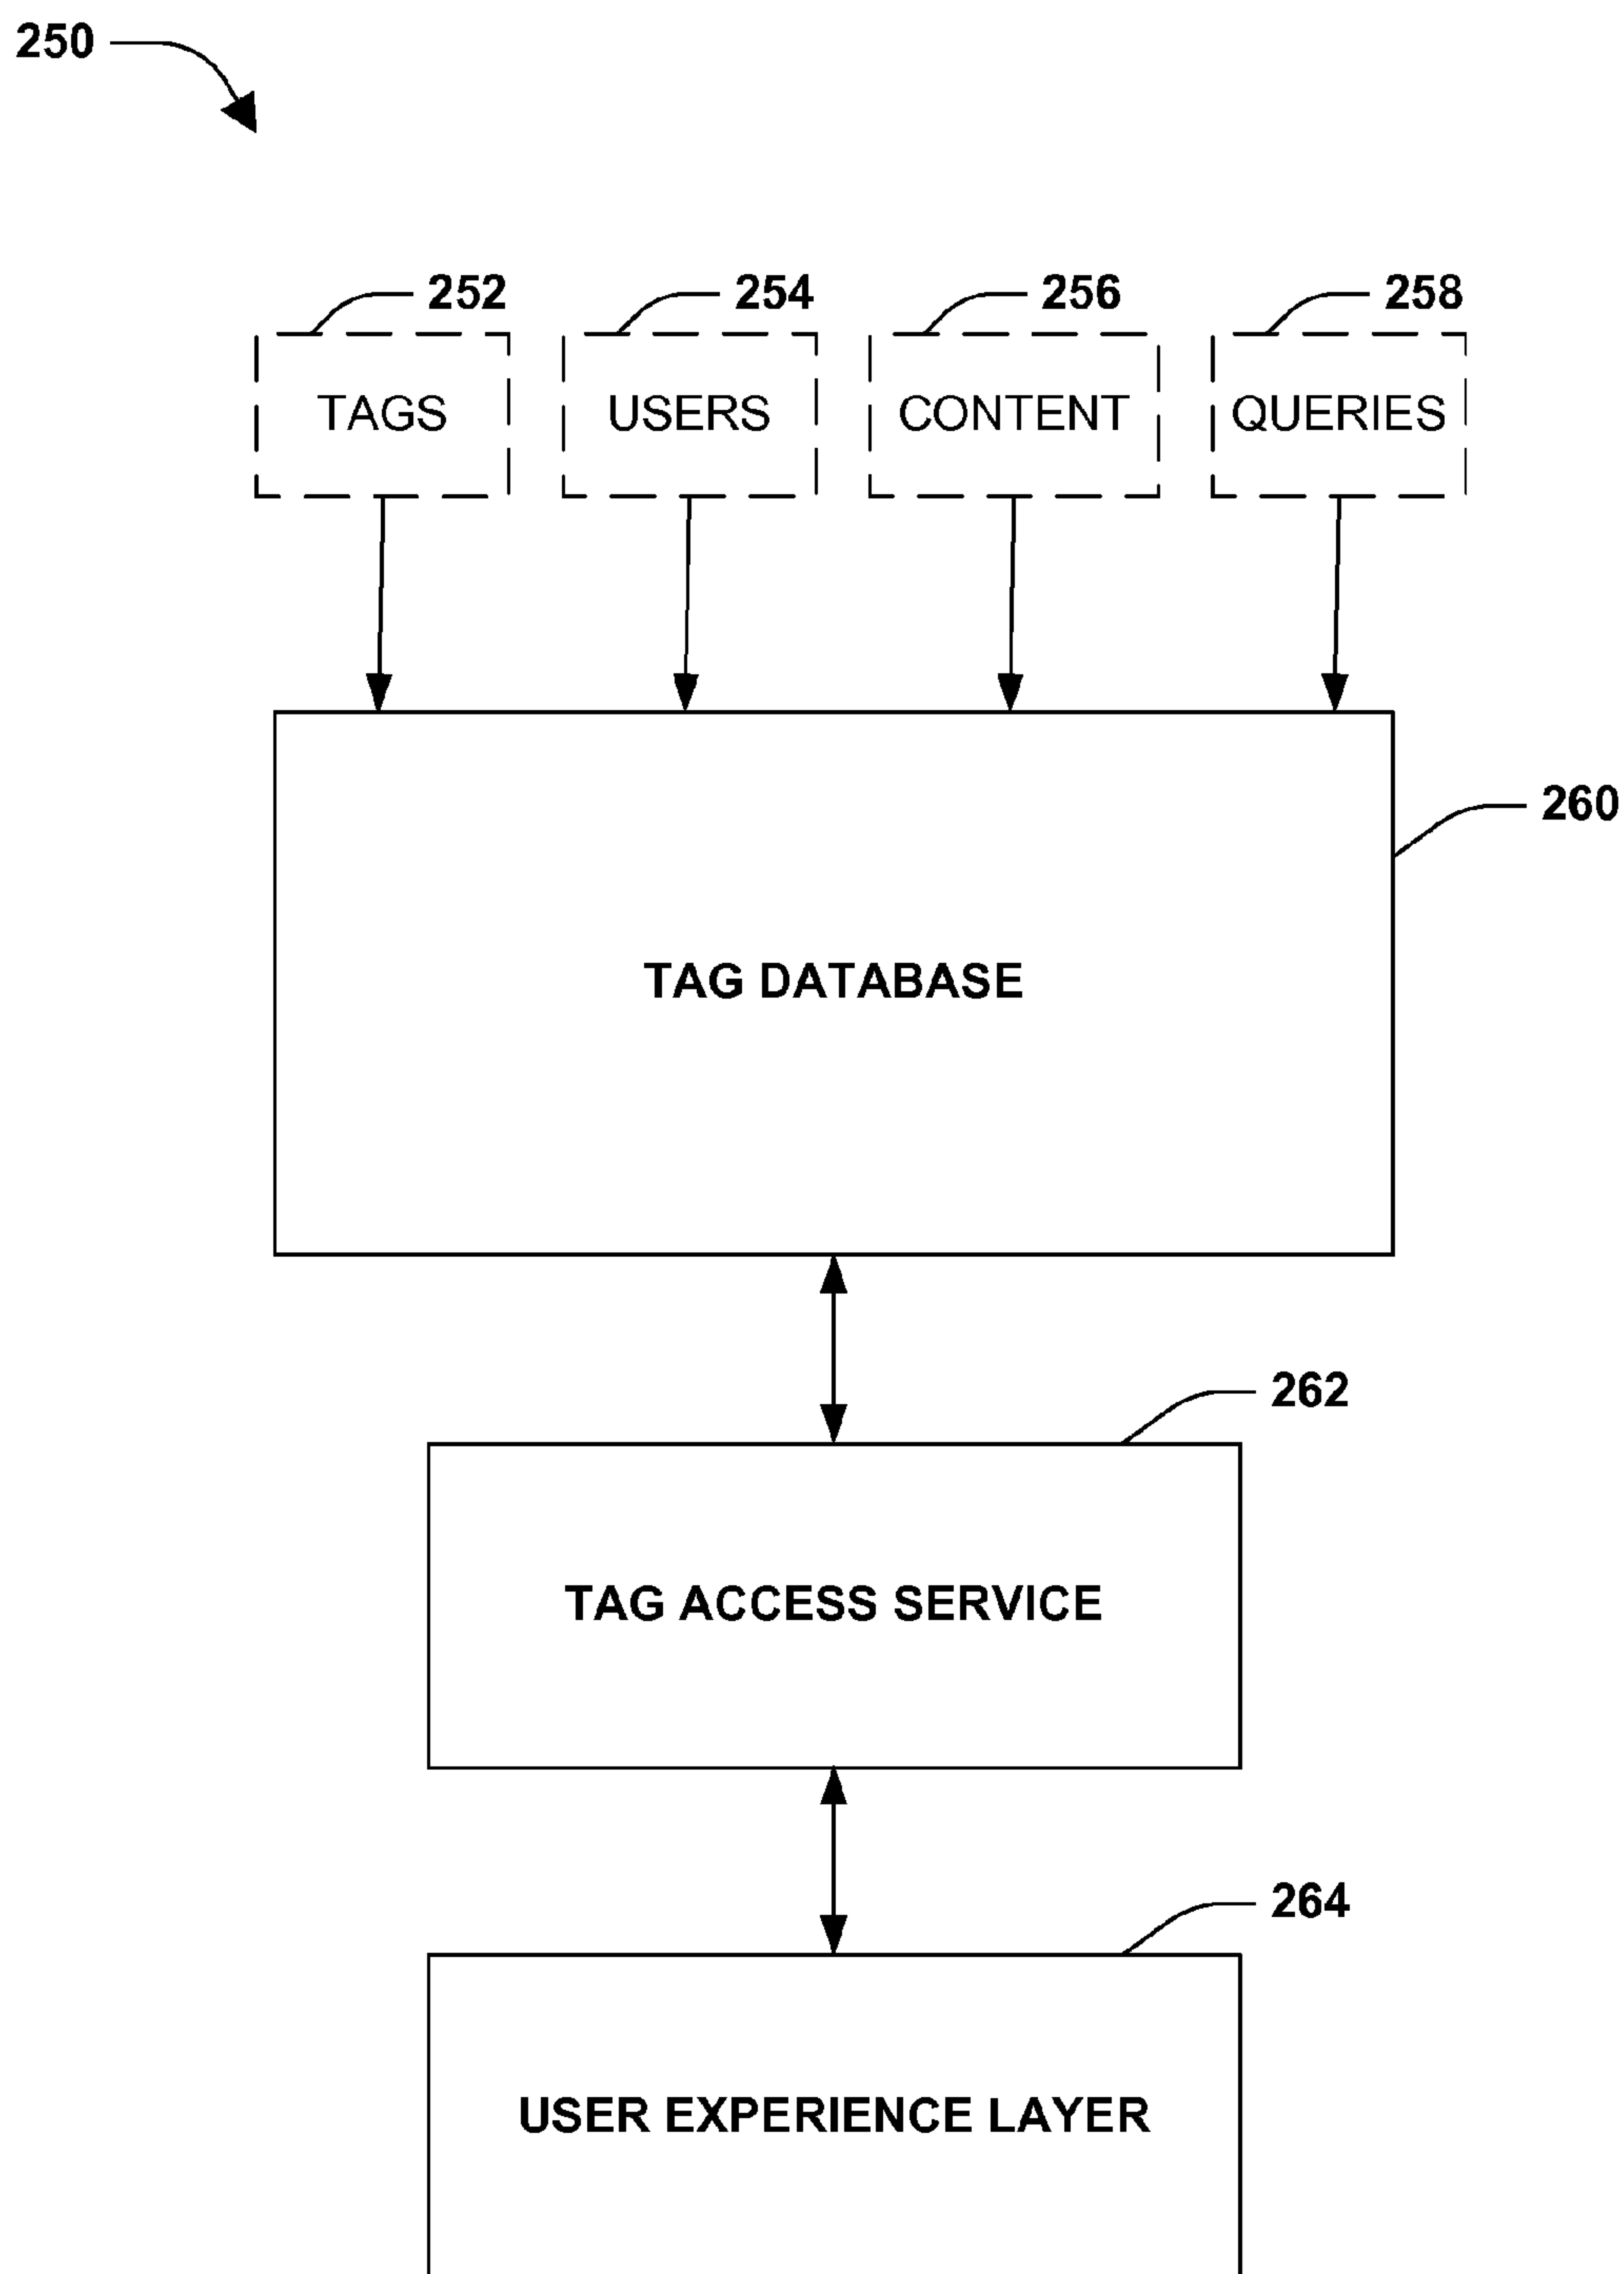 250
252 254 256 258
TAGS USERS CONTENT QUERIES
260
TAG DATABASE
262
TAG ACCESS SERVICE
264
USER EXPERIENCE LAYER